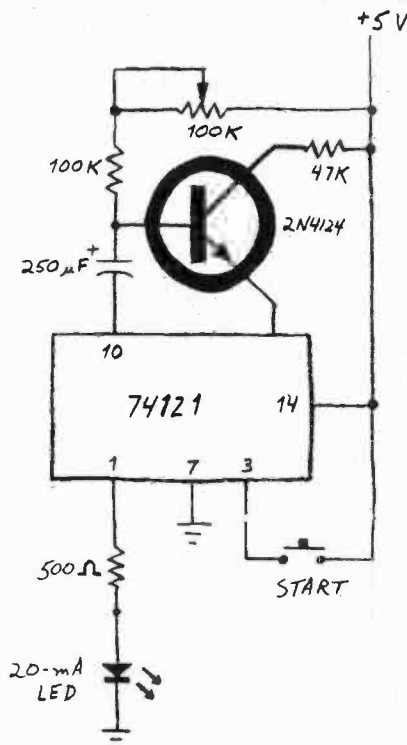 +5 V
100K
100K
47K
2N4124
250µF
+
10
74121
14
1
7
3
500Ω
START
20-mA
LED